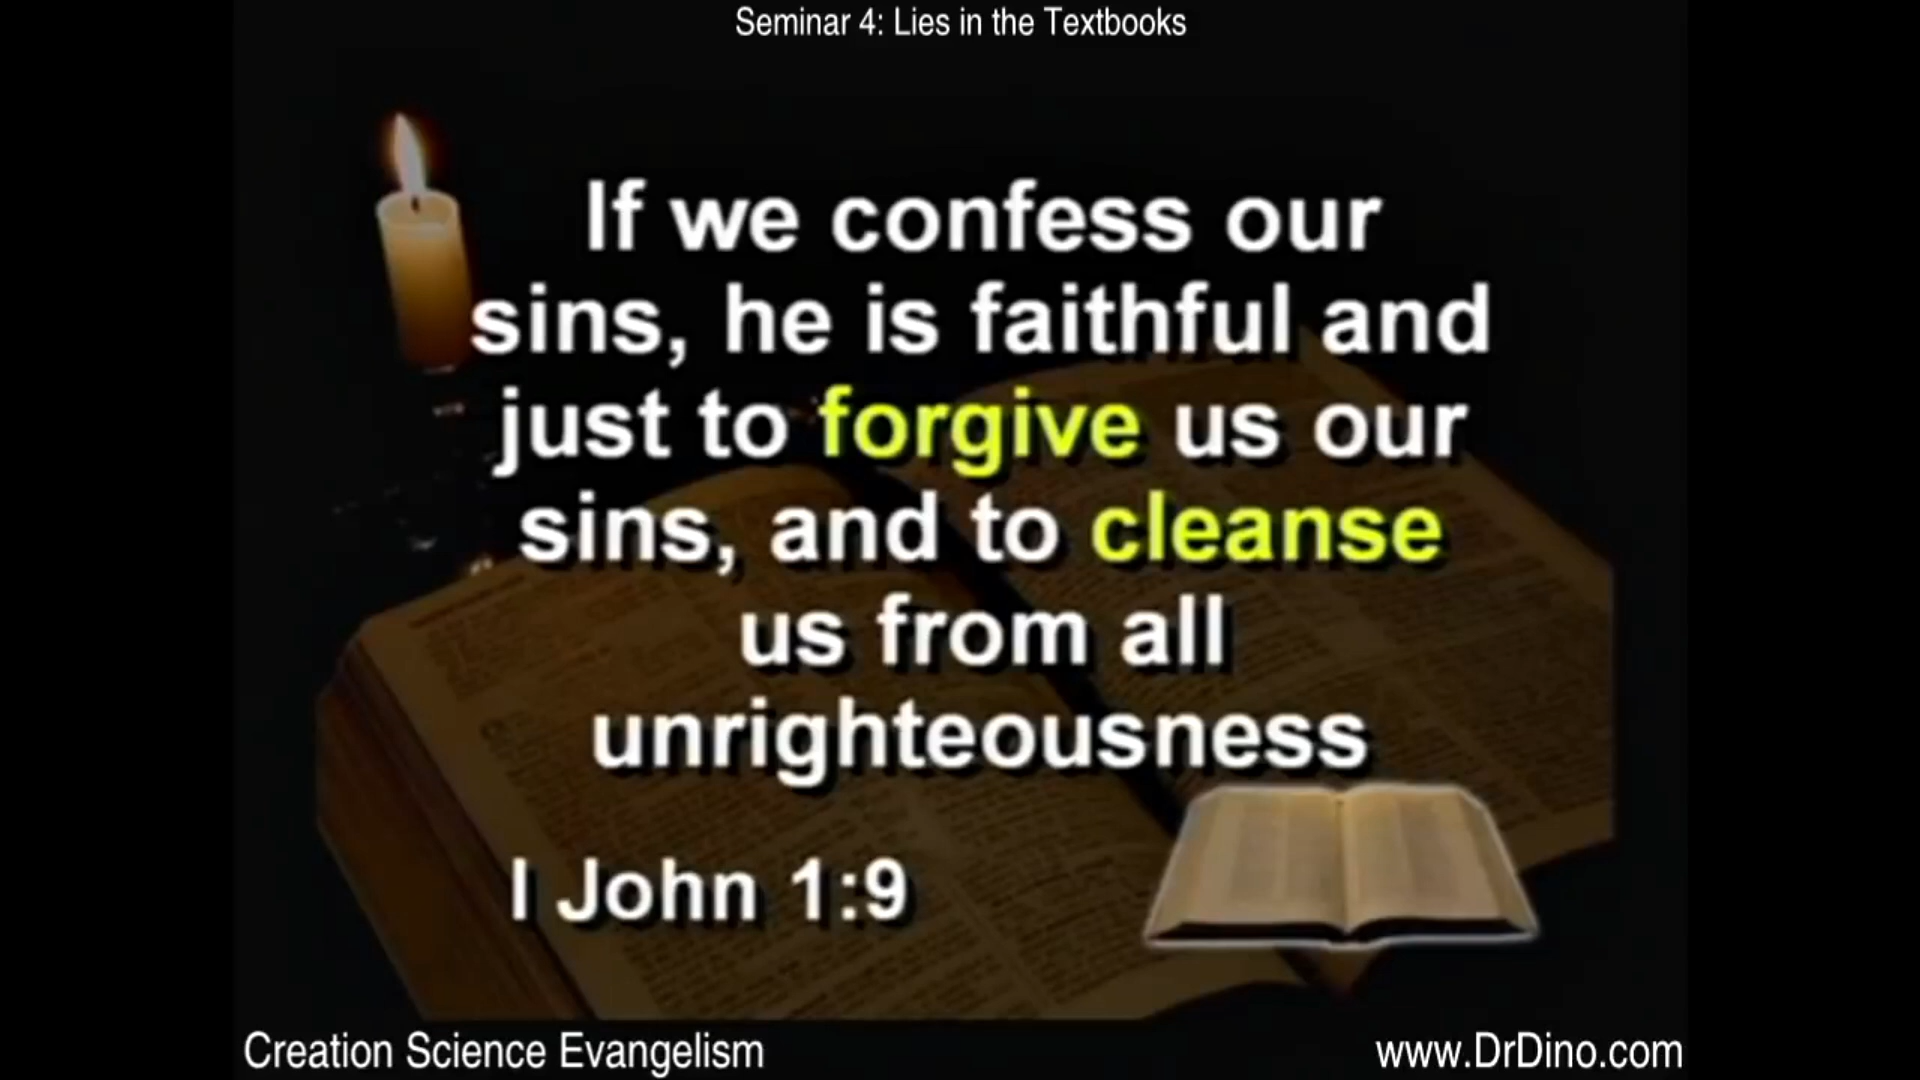 Seminar 4: Lies in the Textbooks
If we confess our
sins, he is faithful and
just to forgive us our
sins, and to cleanse
us from all
unrighteousness
I John 1:9
Creation Science Evangelism
www.DrDino.com